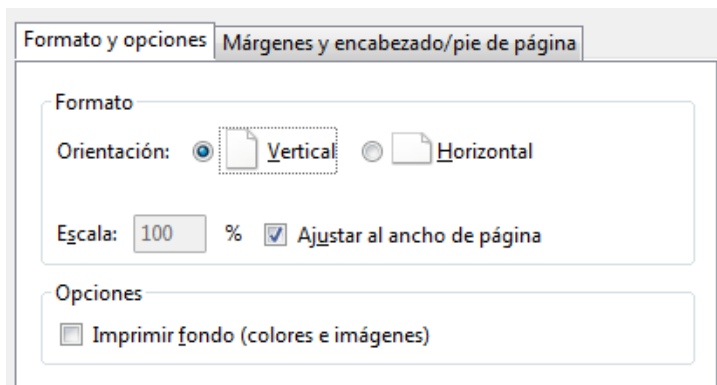 Formato y opciones Márgenes y encabezado/pie de página
Formato
Orientación: Vertical Horizontal
Escala: 100 % Ajustar al ancho de página
Opciones
Imprimir fondo (colores e imágenes)